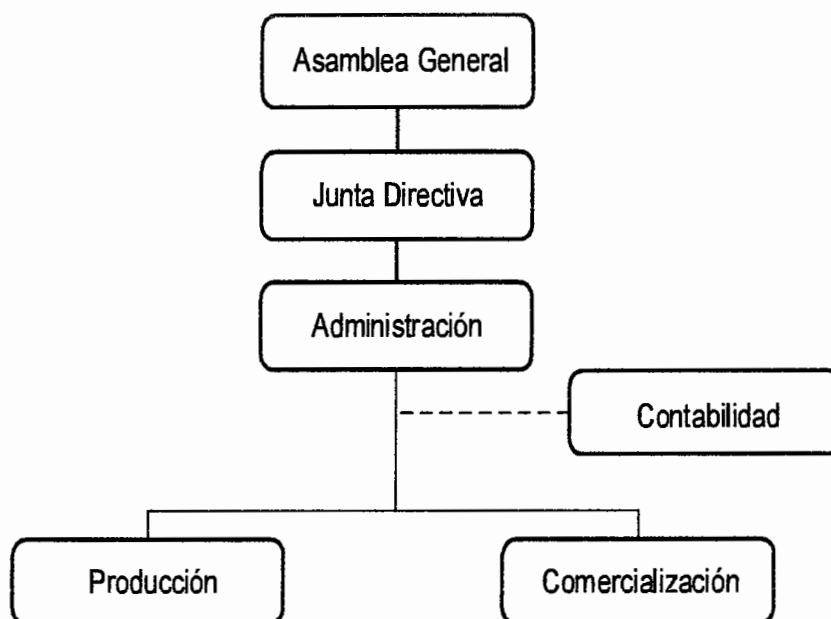 Asamblea General
Junta Directiva
Administración
Contabilidad
Producción
Comercialización